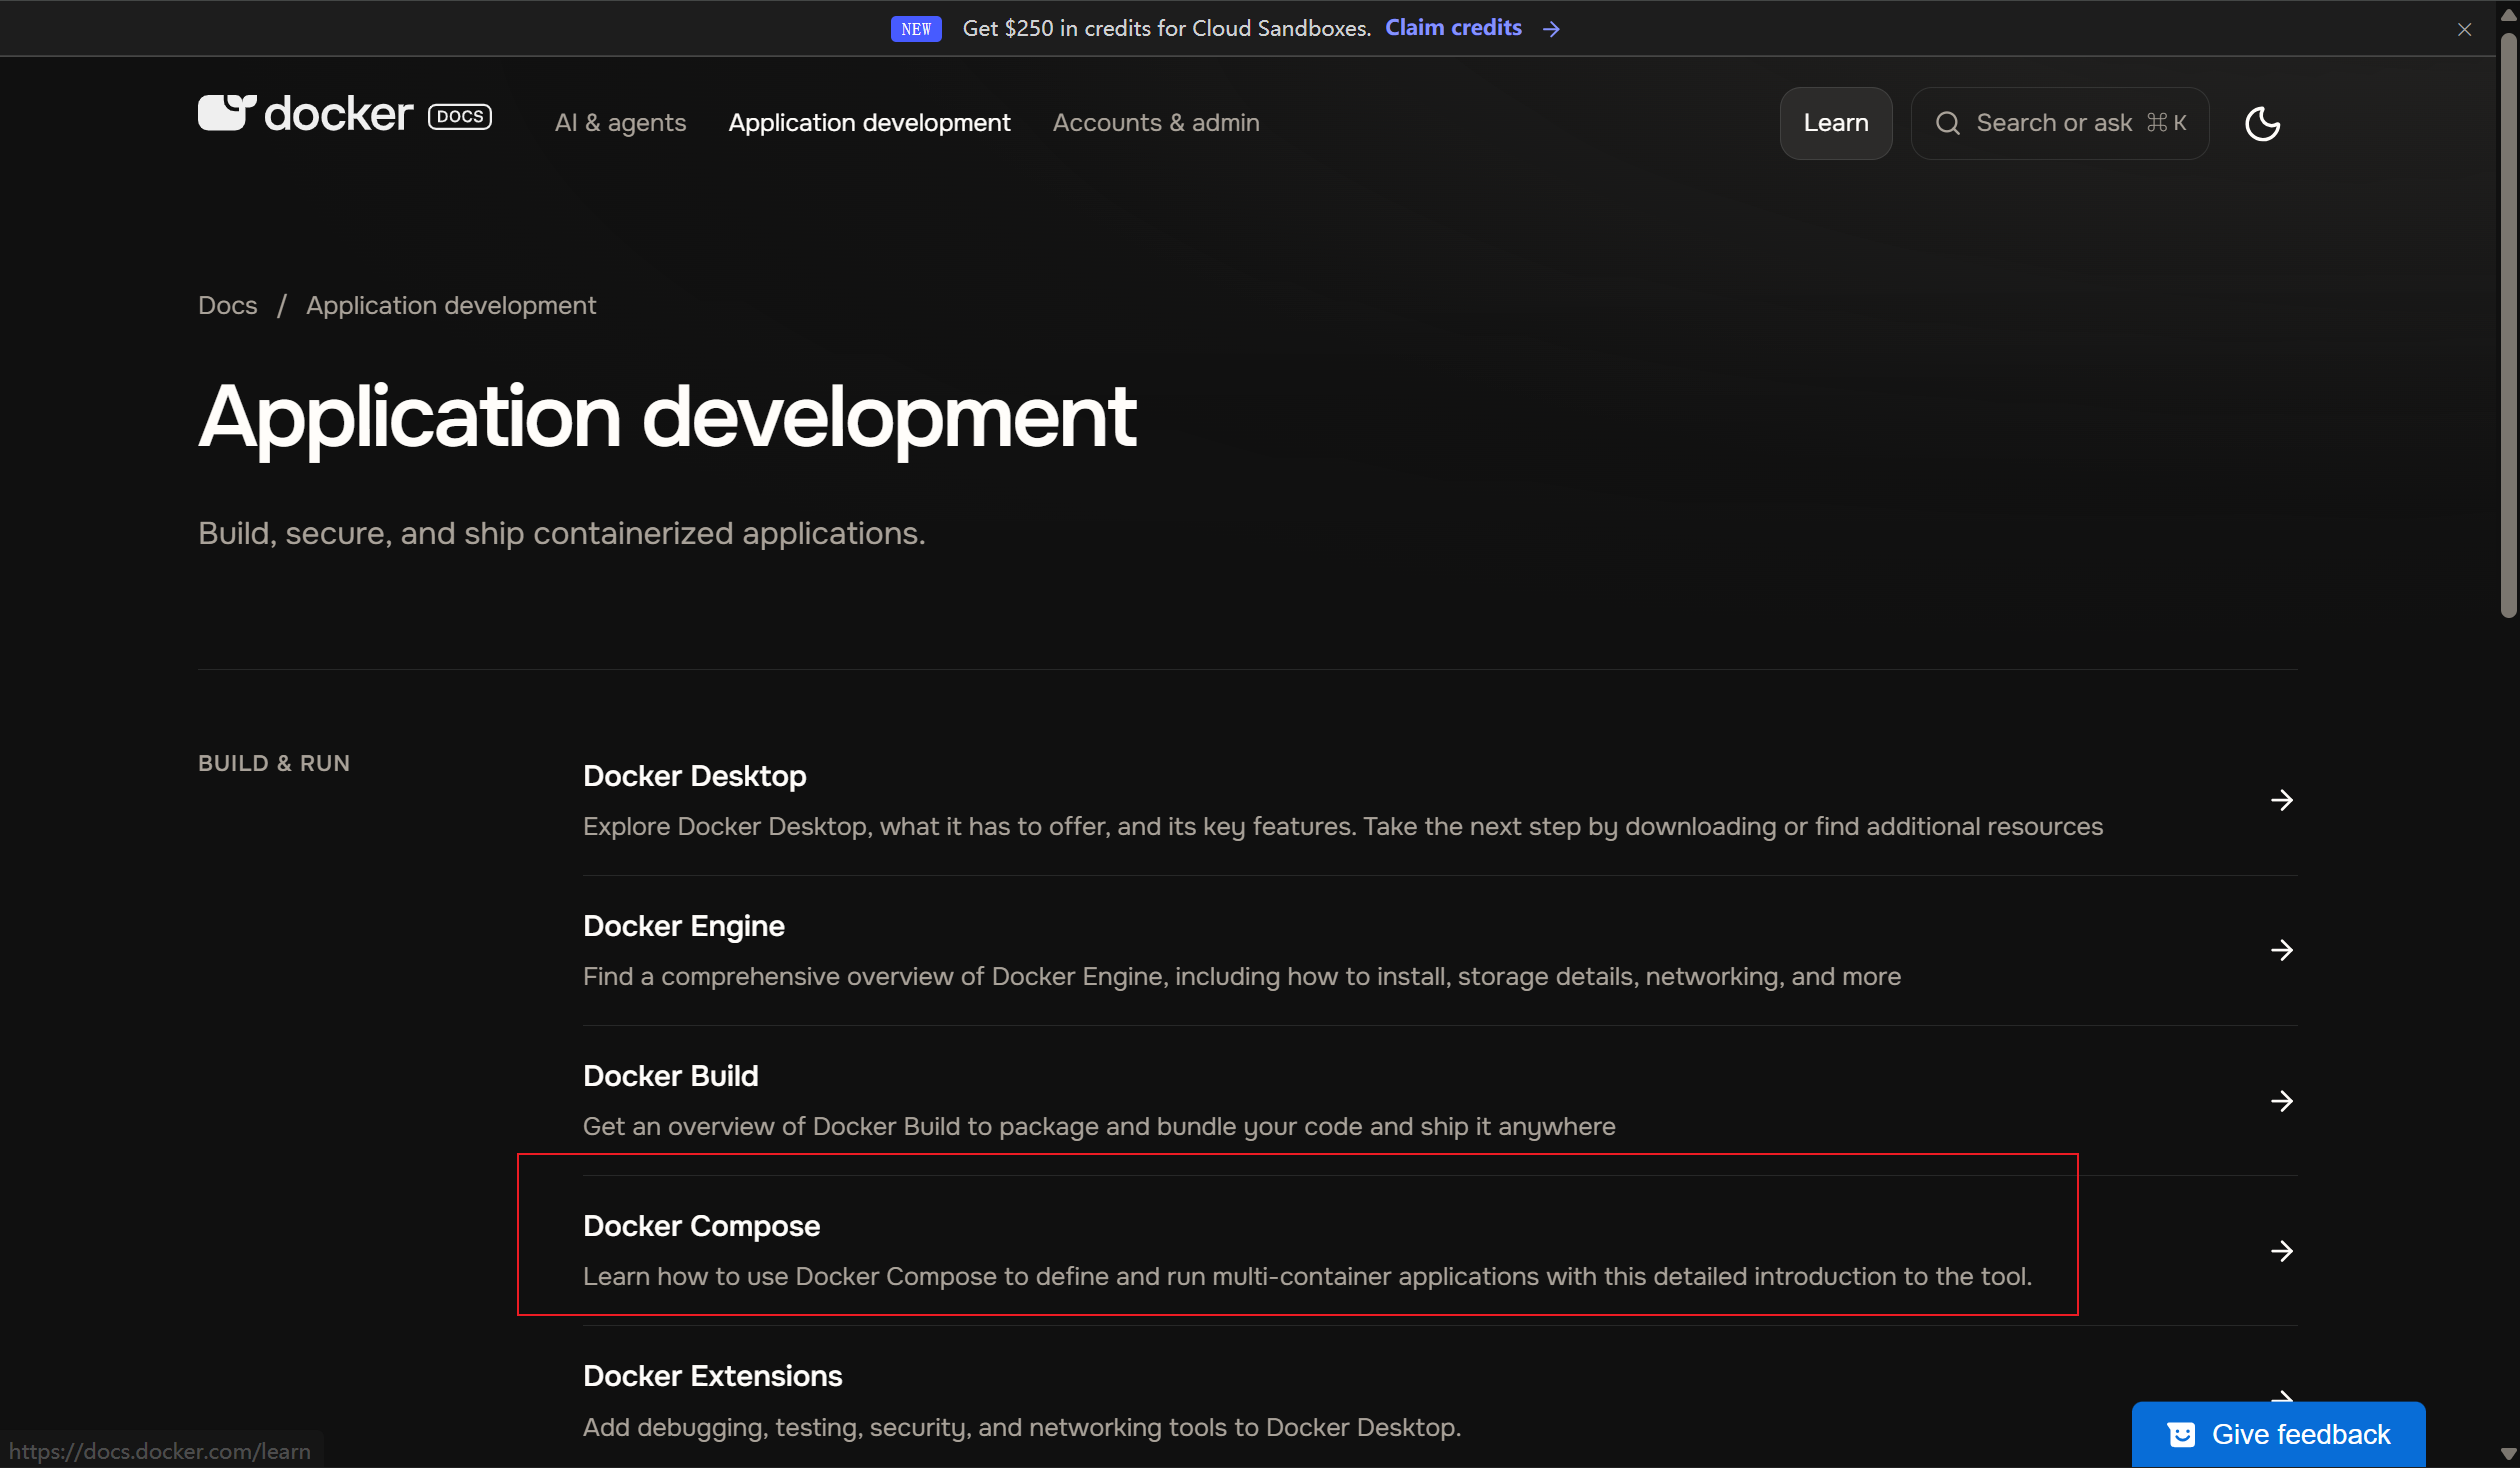 NEW Get $250 in credits for Cloud Sandboxes. Claim credits
docker DOCS AI & agents Application development Accounts & admin Learn Search or ask ⌘ K
Docs / Application development
Application development
Build, secure, and ship containerized applications.
BUILD & RUN
Docker Desktop
Explore Docker Desktop, what it has to offer, and its key features. Take the next step by downloading or find additional resources
Docker Engine
Find a comprehensive overview of Docker Engine, including how to install, storage details, networking, and more
Docker Build
Get an overview of Docker Build to package and bundle your code and ship it anywhere
Docker Compose
Learn how to use Docker Compose to define and run multi-container applications with this detailed introduction to the tool.
Docker Extensions
Add debugging, testing, security, and networking tools to Docker Desktop.
Give feedback
https://docs.docker.com/learn